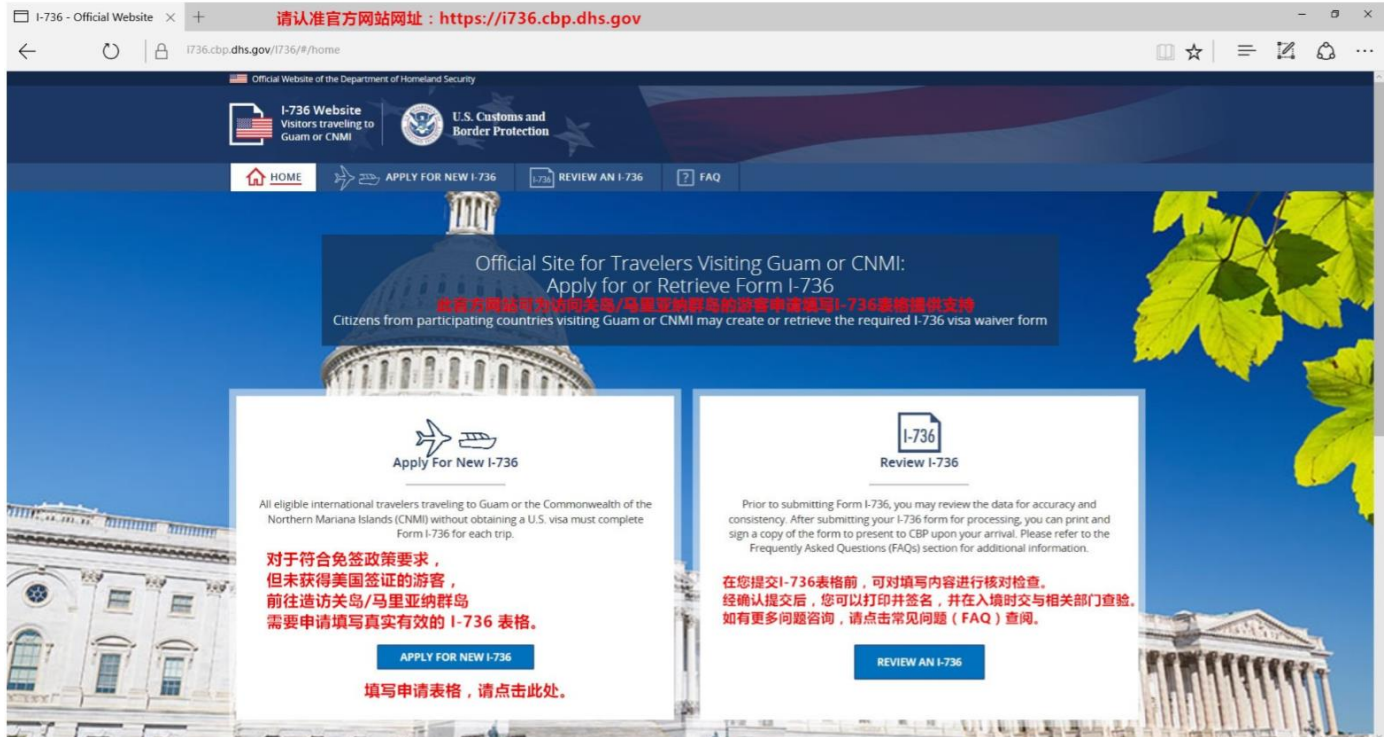 I-736 - Official Website
请认准官方网站网址：https://i736.cbp.dhs.gov
i736.cbp.dhs.gov/I736/#/home
Official Website of the Department of Homeland Security
I-736 Website
Visitors traveling to
Guam or CNMI
U.S. Customs and
Border Protection
HOME
APPLY FOR NEW I-736
I-736
REVIEW AN I-736
?
FAQ
Official Site for Travelers Visiting Guam or CNMI:
Apply for or Retrieve Form I-736
此官方网站可为访问关岛/马里亚纳群岛的游客申请填写I-736表格提供支持
Citizens from participating countries visiting Guam or CNMI may create or retrieve the required I-736 visa waiver form
Apply For New I-736
All eligible international travelers traveling to Guam or the Commonwealth of the
Northern Mariana Islands (CNMI) without obtaining a U.S. visa must complete
Form I-736 for each trip.
对于符合免签政策要求，
但未获得美国签证的游客，
前往造访关岛/马里亚纳群岛
需要申请填写真实有效的 I-736 表格。
APPLY FOR NEW I-736
填写申请表格，请点击此处。
I-736
Review I-736
Prior to submitting Form I-736, you may review the data for accuracy and
consistency. After submitting your I-736 form for processing, you can print and
sign a copy of the form to present to CBP upon your arrival. Please refer to the
Frequently Asked Questions (FAQs) section for additional information.
在您提交I-736表格前，可对填写内容进行核对检查。
经确认提交后，您可以打印并签名，并在入境时交与相关部门查验。
如有更多问题咨询，请点击常见问题（FAQ）查阅。
REVIEW AN I-736